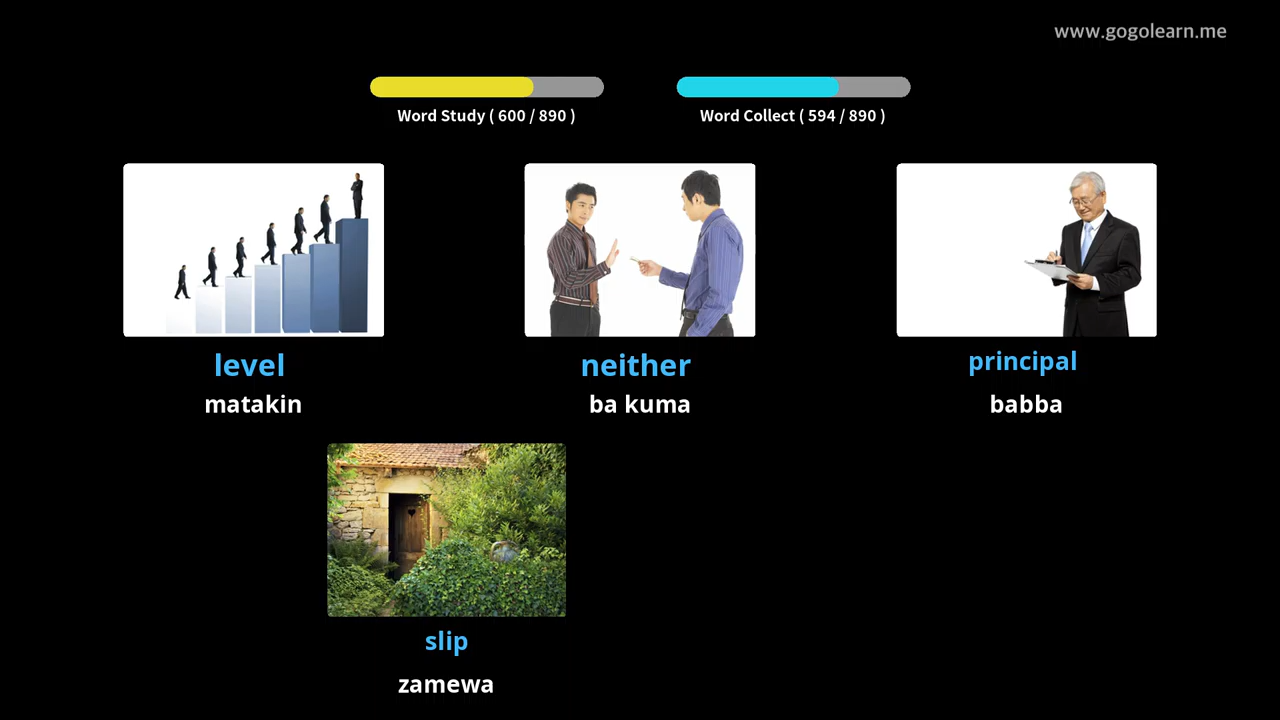 www.gogolearn.me
Word Study ( 600 / 890 )
Word Collect ( 594 / 890 )
level
neither
principal
matakin
ba kuma
babba
slip
zamewa